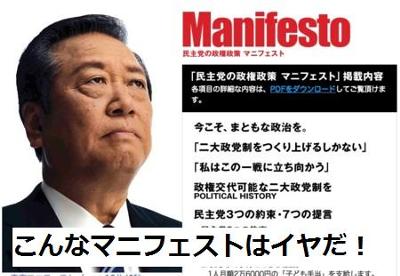 Manifesto
民主党の政権政策 マニフェスト
「民主党の政権政策 マニフェスト」掲載内容
各項目の詳細な内容は、PDFをダウンロードしてご覧頂けます。
今こそ、まともな政治を。
「二大政党制をつくり上げるしかない」
「私はこの一戦に立ち向かう」
政権交代可能な二大政党制を
POLITICAL HISTORY
民主党3つの約束・7つの提言
こんなマニフェストはイヤだ！
1人月額2万6000円の「子ども手当」を支給します。